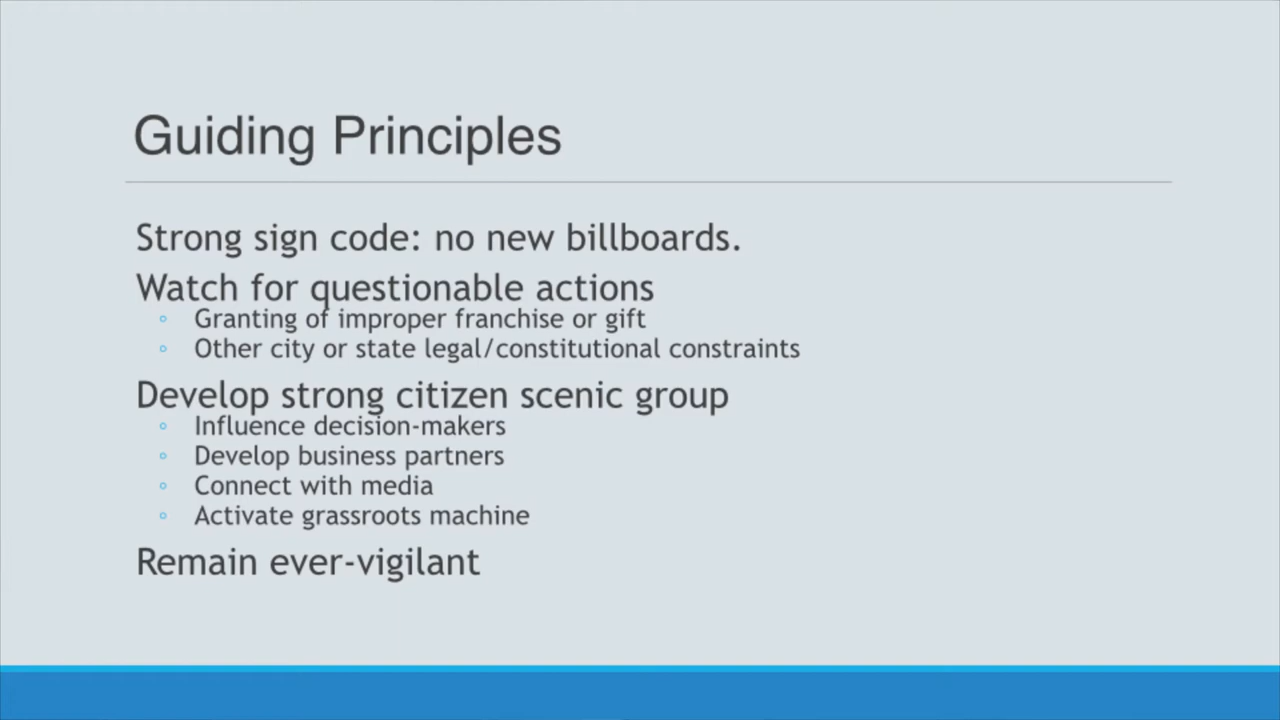 Guiding Principles
Strong sign code: no new billboards.
Watch for questionable actions
◦ Granting of improper franchise or gift
◦ Other city or state legal/constitutional constraints
Develop strong citizen scenic group
◦ Influence decision-makers
◦ Develop business partners
◦ Connect with media
◦ Activate grassroots machine
Remain ever-vigilant